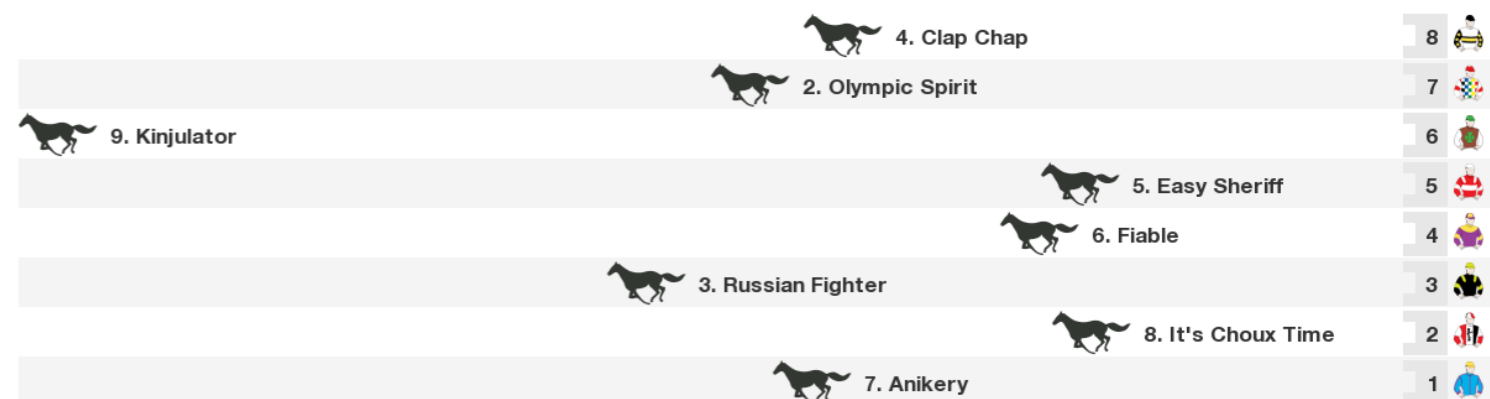 4. Clap Chap 8
2. Olympic Spirit 7
9. Kinjulator 6
5. Easy Sheriff 5
6. Fiable 4
3. Russian Fighter 3
8. It's Choux Time 2
7. Anikery 1